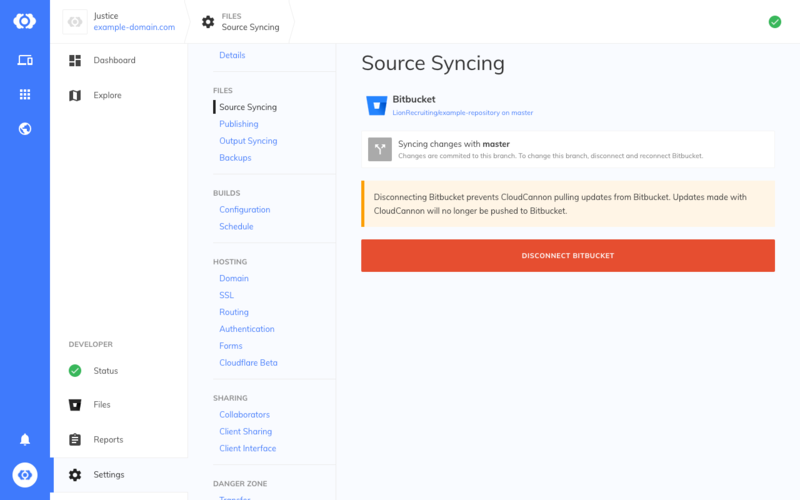 Justice
example-domain.com
FILES
Source Syncing
Dashboard
Explore
DEVELOPER
Status
Files
Reports
Settings
Details
FILES
Source Syncing
Publishing
Output Syncing
Backups
BUILDS
Configuration
Schedule
HOSTING
Domain
SSL
Routing
Authentication
Forms
Cloudflare Beta
SHARING
Collaborators
Client Sharing
Client Interface
DANGER ZONE
Transfer
Source Syncing
Bitbucket
LionRecruiting/example-repository on master
Syncing changes with master
Changes are commited to this branch. To change this branch, disconnect and reconnect Bitbucket.
Disconnecting Bitbucket prevents CloudCannon pulling updates from Bitbucket. Updates made with
CloudCannon will no longer be pushed to Bitbucket.
DISCONNECT BITBUCKET